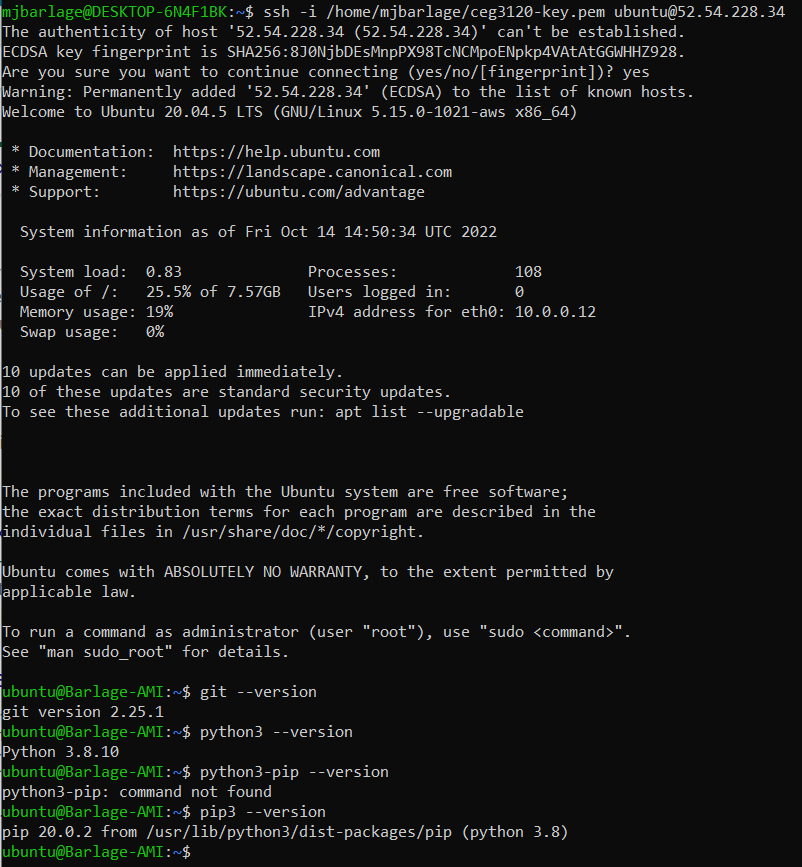 mjbarlage@DESKTOP-6N4F1BK:~$ ssh -i /home/mjbarlage/ceg3120-key.pem ubuntu@52.54.228.34
The authenticity of host '52.54.228.34 (52.54.228.34)' can't be established.
ECDSA key fingerprint is SHA256:8J0NjbDEsMnpPX98TcNCMpoENpkp4VAtAtGGWHHZ928.
Are you sure you want to continue connecting (yes/no/[fingerprint])? yes
Warning: Permanently added '52.54.228.34' (ECDSA) to the list of known hosts.
Welcome to Ubuntu 20.04.5 LTS (GNU/Linux 5.15.0-1021-aws x86_64)

 * Documentation:  https://help.ubuntu.com
 * Management:     https://landscape.canonical.com
 * Support:        https://ubuntu.com/advantage

  System information as of Fri Oct 14 14:50:34 UTC 2022

  System load:  0.83              Processes:             108
  Usage of /:   25.5% of 7.57GB   Users logged in:       0
  Memory usage: 19%               IPv4 address for eth0: 10.0.0.12
  Swap usage:   0%

10 updates can be applied immediately.
10 of these updates are standard security updates.
To see these additional updates run: apt list --upgradable

The programs included with the Ubuntu system are free software;
the exact distribution terms for each program are described in the
individual files in /usr/share/doc/*/copyright.

Ubuntu comes with ABSOLUTELY NO WARRANTY, to the extent permitted by
applicable law.

To run a command as administrator (user "root"), use "sudo <command>".
See "man sudo_root" for details.

ubuntu@Barlage-AMI:~$ git --version
git version 2.25.1
ubuntu@Barlage-AMI:~$ python3 --version
Python 3.8.10
ubuntu@Barlage-AMI:~$ python3-pip --version
python3-pip: command not found
ubuntu@Barlage-AMI:~$ pip3 --version
pip 20.0.2 from /usr/lib/python3/dist-packages/pip (python 3.8)
ubuntu@Barlage-AMI:~$